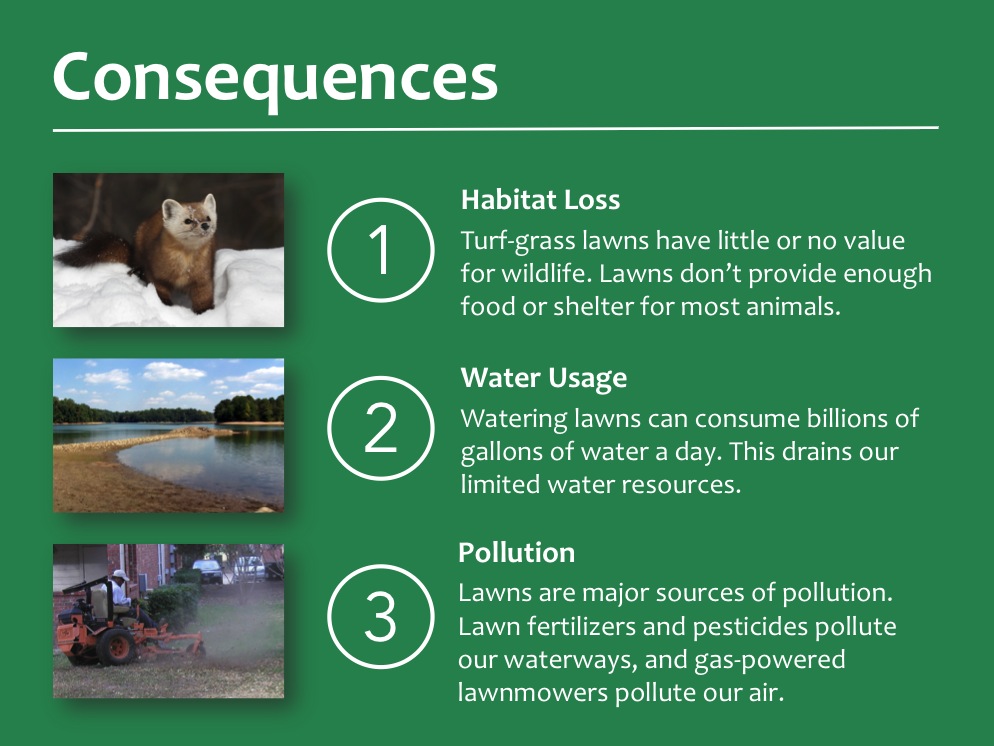 Consequences
1
Habitat Loss
Turf-grass lawns have little or no value
for wildlife. Lawns don’t provide enough
food or shelter for most animals.
2
Water Usage
Watering lawns can consume billions of
gallons of water a day. This drains our
limited water resources.
3
Pollution
Lawns are major sources of pollution.
Lawn fertilizers and pesticides pollute
our waterways, and gas-powered
lawnmowers pollute our air.